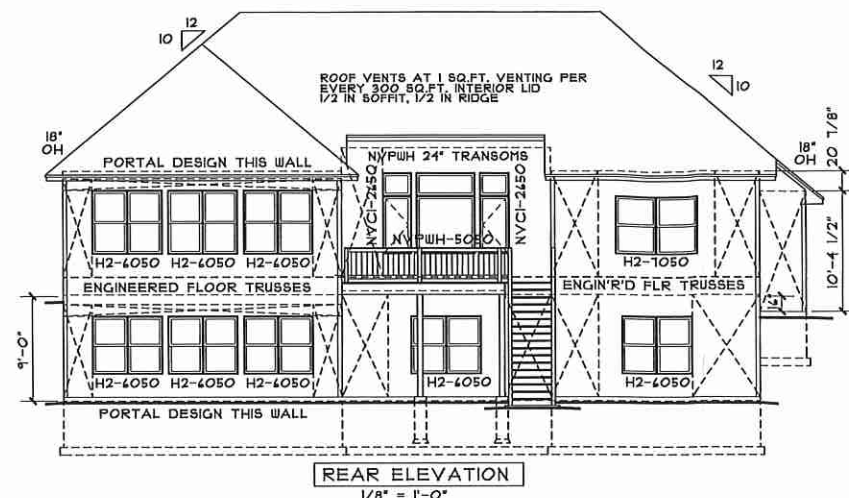 12
10
ROOF VENTS AT 1 SQ.FT. VENTING PER
EVERY 300 SQ.FT. INTERIOR LID
1/2 IN SOFFIT, 1/2 IN RIDGE
12
10
18"
OH
PORTAL DESIGN THIS WALL
NVPWH 24" TRANSOMS
18"
OH
20 7/8"
NVCI-2650
NVCI-2650
NVPWH-5050
H2-6050
H2-6050
H2-6050
H2-7050
10'-4 1/2"
ENGINEERED FLOOR TRUSSES
ENGIN'R'D FLR TRUSSES
9'-0"
H2-6050
H2-6050
H2-6050
H2-6050
H2-6050
PORTAL DESIGN THIS WALL
REAR ELEVATION
1/8" = 1'-0"